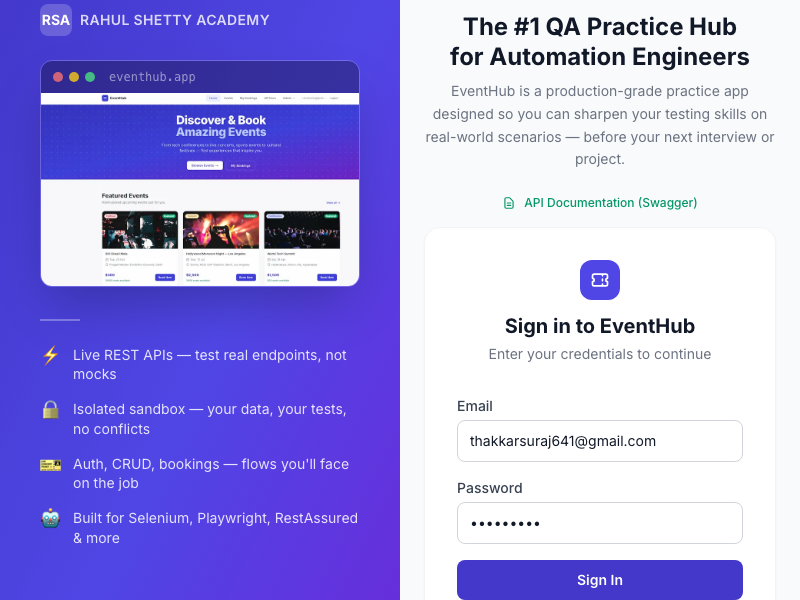 RSA RAHUL SHETTY ACADEMY
eventhub.app
EventHub
Discover & Book
Amazing Events
Browse Events →
My Bookings
Featured Events
Live REST APIs — test real endpoints, not
mocks
Isolated sandbox — your data, your tests,
no conflicts
Auth, CRUD, bookings — flows you'll face
on the job
Built for Selenium, Playwright, RestAssured
& more
The #1 QA Practice Hub
for Automation Engineers
EventHub is a production-grade practice app
designed so you can sharpen your testing skills on
real-world scenarios — before your next interview or
project.
API Documentation (Swagger)
Sign in to EventHub
Enter your credentials to continue
Email
thakkarsuraj641@gmail.com
Password
•••••••••
Sign In